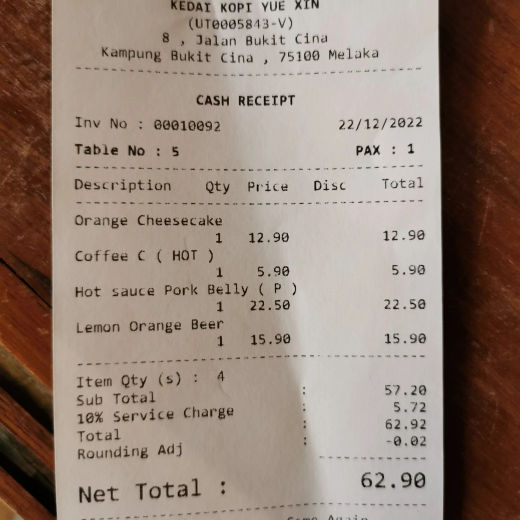 KEDAI KOPI YUE XIN
(UT0005843-V)
8 , Jalan Bukit Cina
Kampung Bukit Cina , 75100 Melaka
CASH RECEIPT
Inv No : 00010092 22/12/2022
Table No : 5 PAX : 1
Description Qty Price Disc Total
Orange Cheesecake
1 12.90 12.90
Coffee C ( HOT )
1 5.90 5.90
Hot sauce Pork Belly ( P )
1 22.50 22.50
Lemon Orange Beer
1 15.90 15.90
Item Qty (s) : 4
Sub Total : 57.20
10% Service Charge : 5.72
Total : 62.92
Rounding Adj : -0.02
Net Total : 62.90
Come Again